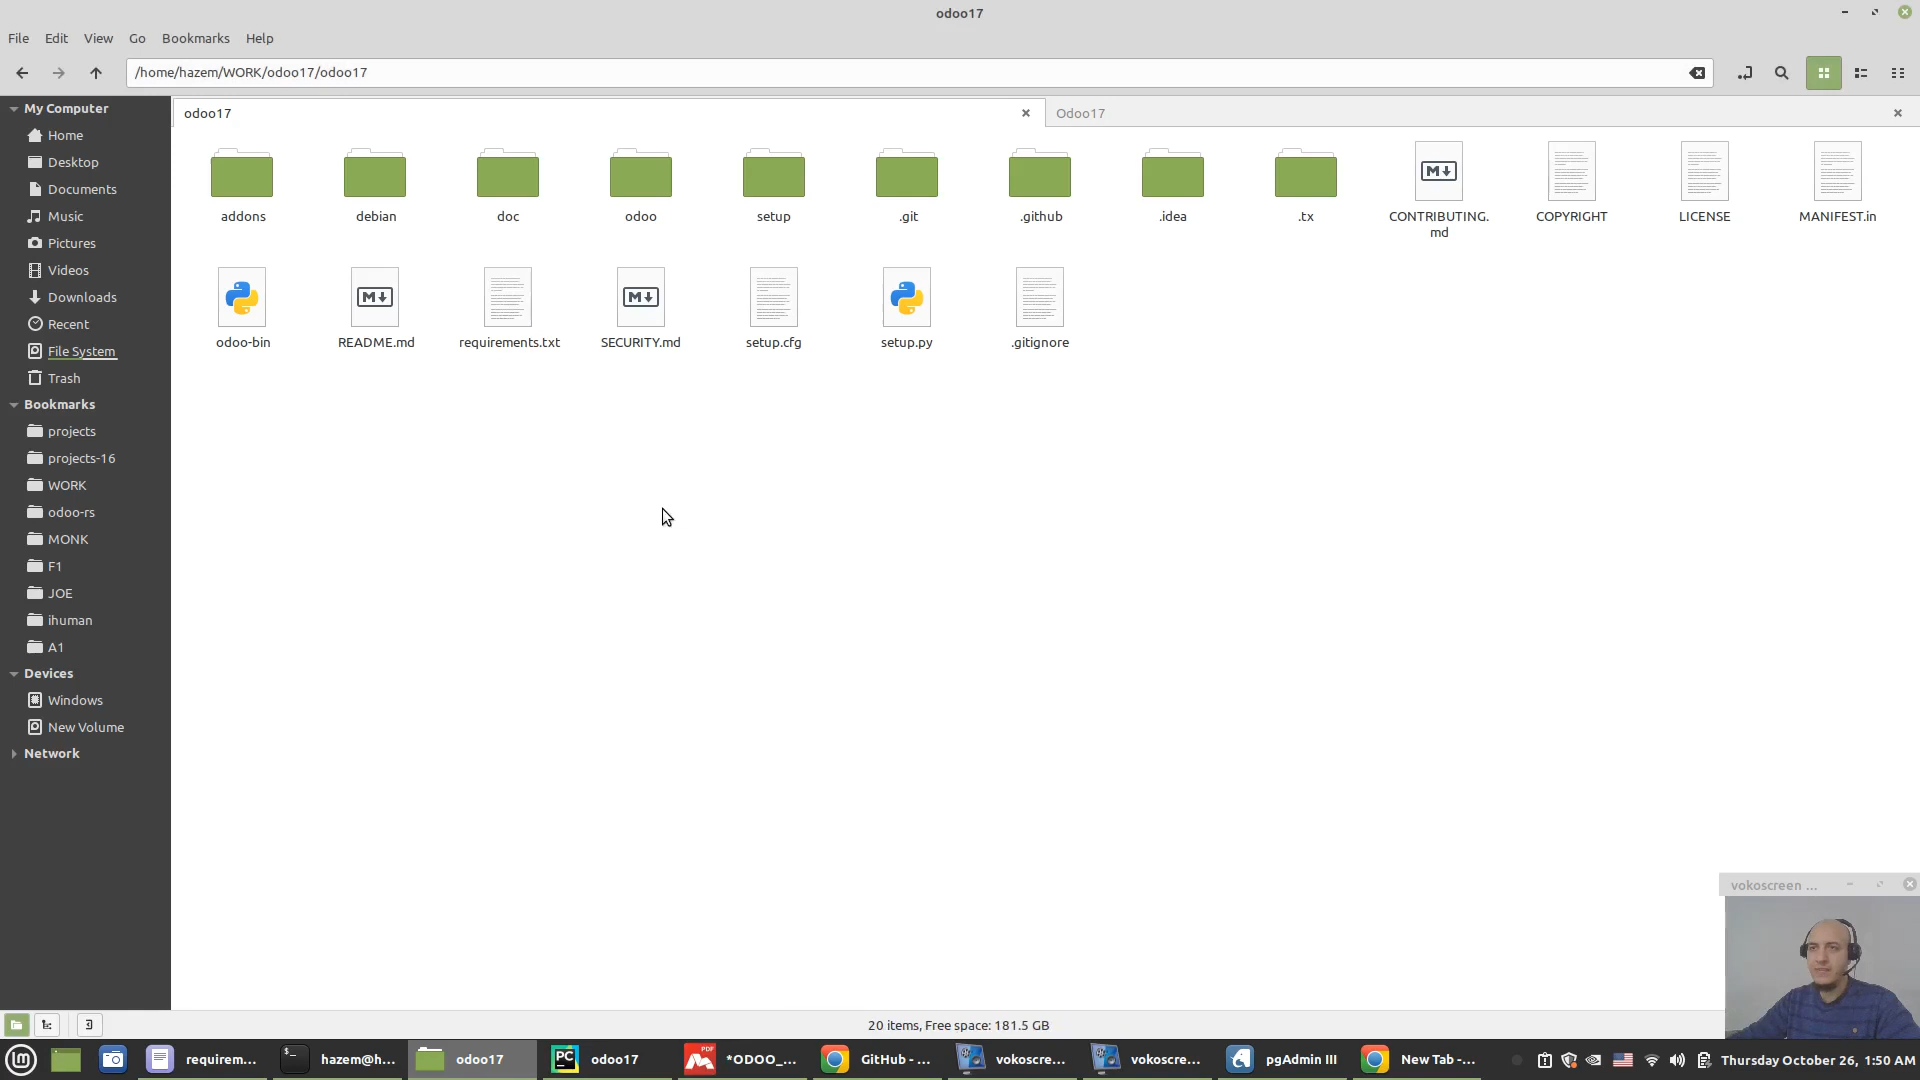 odoo17
File Edit View Go Bookmarks Help
/home/hazem/WORK/odoo17/odoo17
My Computer
Home
Desktop
Documents
Music
Pictures
Videos
Downloads
Recent
File System
Trash
Bookmarks
projects
projects-16
WORK
odoo-rs
MONK
F1
JOE
ihuman
A1
Devices
Windows
New Volume
Network
odoo17 Odoo17
addons debian doc odoo setup .git .github .idea .tx CONTRIBUTING. COPYRIGHT LICENSE MANIFEST.in
md
odoo-bin README.md requirements.txt SECURITY.md setup.cfg setup.py .gitignore
vokoscreen ...
20 items, Free space: 181.5 GB
requirem... hazem@h... odoo17 odoo17 *ODOO_... GitHub - ... vokoscre... vokoscre... pgAdmin III New Tab -... Thursday October 26, 1:50 AM